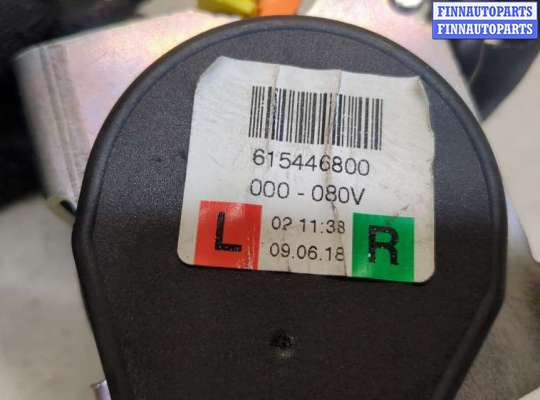 FINNAUTOPARTS
FINNAUTOPARTS
615446800
000 - 080V
L 02 11:38 R
09.06.18